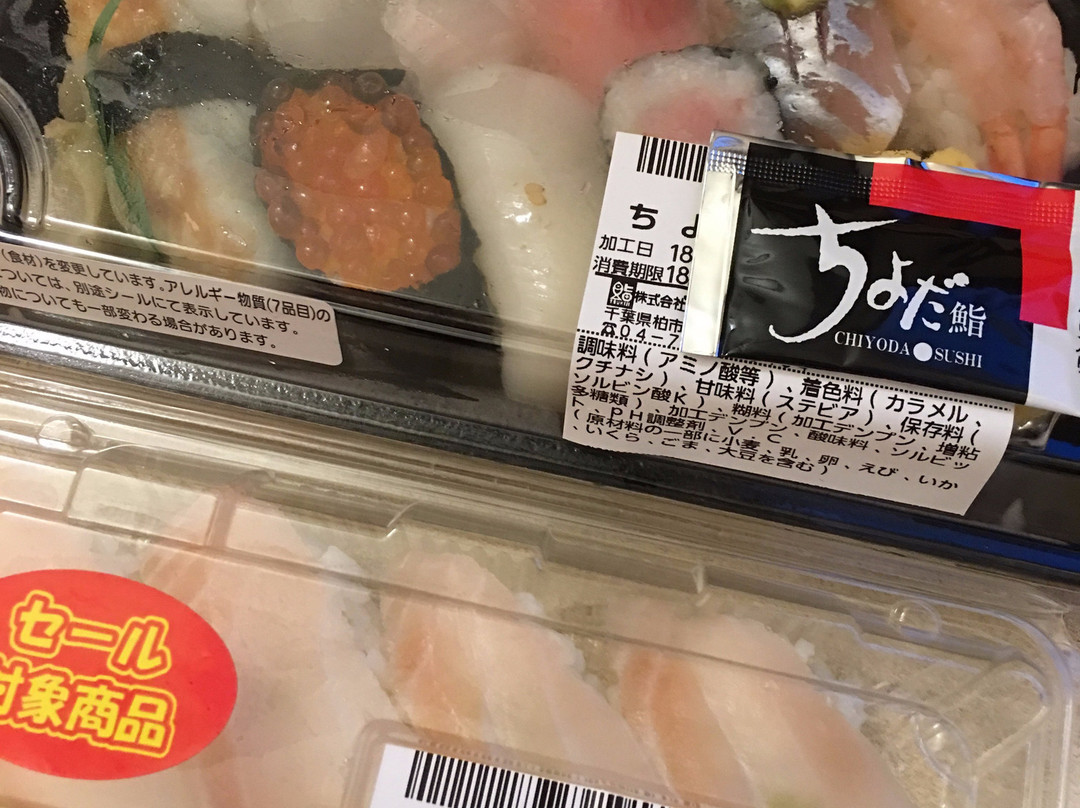 (食材)を変更しています。アレルギー物質(7品目)の
ついては、別途シールにて表示しています。
物についても一部変わる場合があります。
ち よ
加工日 18
消費期限18
鮨株式会社
千葉県柏市
調味料(アミノ酸等)、着色料(カラメル、
クチナシ)、甘味料(ステビア)、保存料(
ソルビン酸K)、糊料(加工デンプン、増粘
多糖類)、加工デンプン、酸味料、ソルビッ
ト、pH調整剤、V.C
(原材料の一部に小麦、乳、卵、えび、いか
、いくら、ごま、大豆を含む)
ちよだ鮨
CHIYODA SUSHI
セール
対象商品